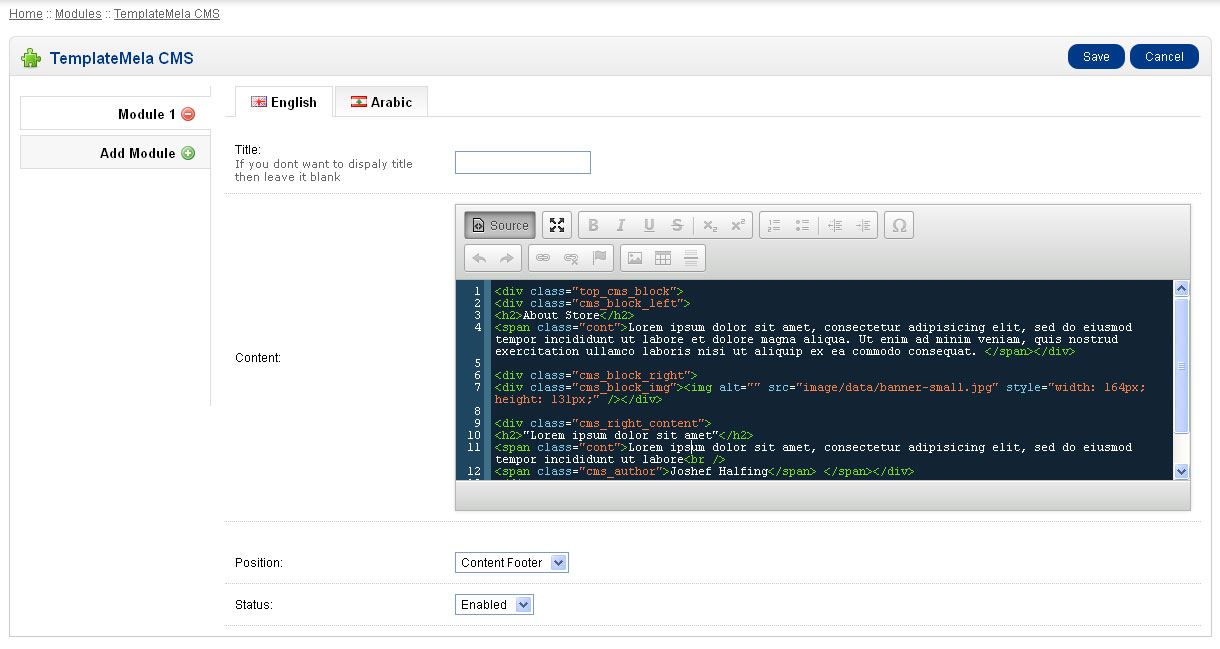 Home :: Modules :: TemplateMela CMS
TemplateMela CMS
Save
Cancel
Module 1
Add Module
English
Arabic
Title:
If you dont want to dispaly title
then leave it blank
Content:
Source
B I U S x₂ x²
Ω
1 <div class="top_cms_block">
2 <div class="cms_block_left">
3 <h2>About Store</h2>
4 <span class="cont">Lorem ipsum dolor sit amet, consectetur adipisicing elit, sed do eiusmod
tempor incididunt ut labore et dolore magna aliqua. Ut enim ad minim veniam, quis nostrud
exercitation ullamco laboris nisi ut aliquip ex ea commodo consequat. </span></div>
5
6 <div class="cms_block_right">
7 <div class="cms_block_img"><img alt="" src="image/data/banner-small.jpg" style="width: 164px;
height: 131px;" /></div>
8
9 <div class="cms_right_content">
10 <h2>"Lorem ipsum dolor sit amet"</h2>
11 <span class="cont">Lorem ipsum dolor sit amet, consectetur adipisicing elit, sed do eiusmod
tempor incididunt ut labore<br />
12 <span class="cms_author">Joshef Halfing</span> </span></div>
Position:
Content Footer
Status:
Enabled